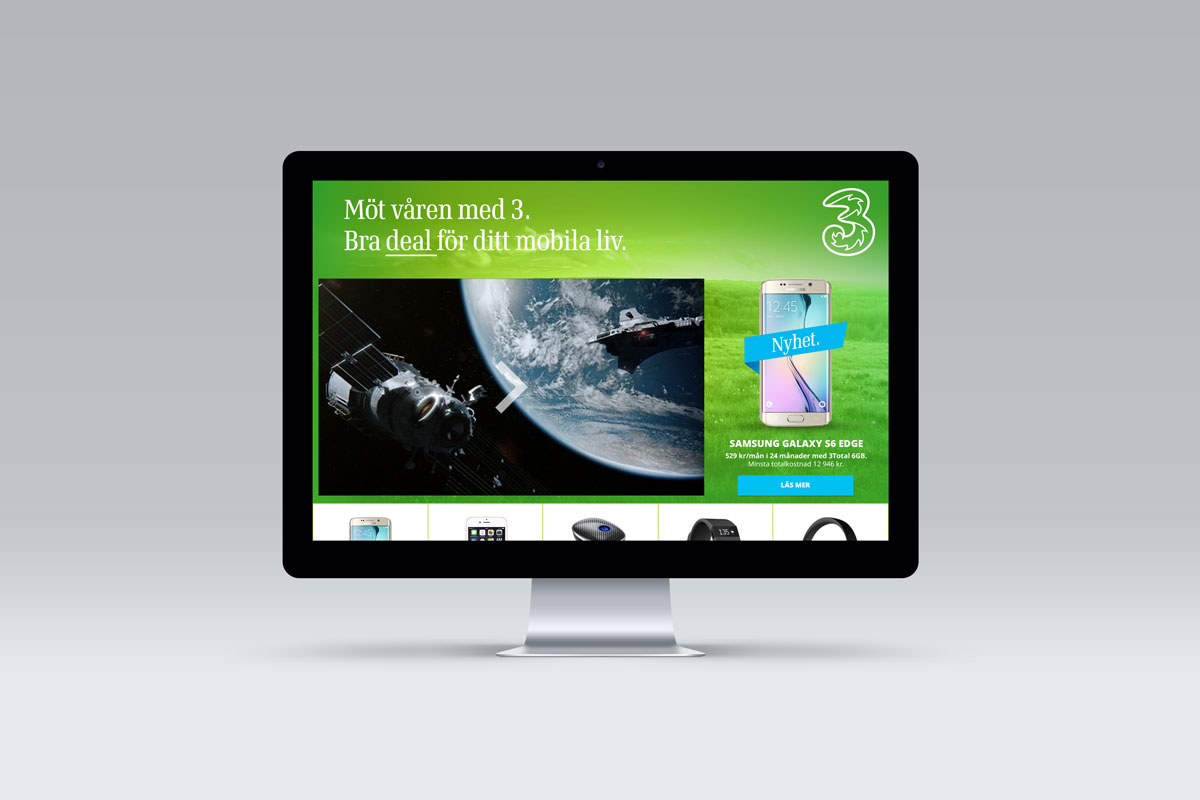 Möt våren med 3.
Bra deal för ditt mobila liv.
3
12:45
Nyhet.
SAMSUNG GALAXY S6 EDGE
529 kr/mån i 24 månader med 3Total 6GB.
Minsta totalkostnad 12 946 kr.
LÄS MER